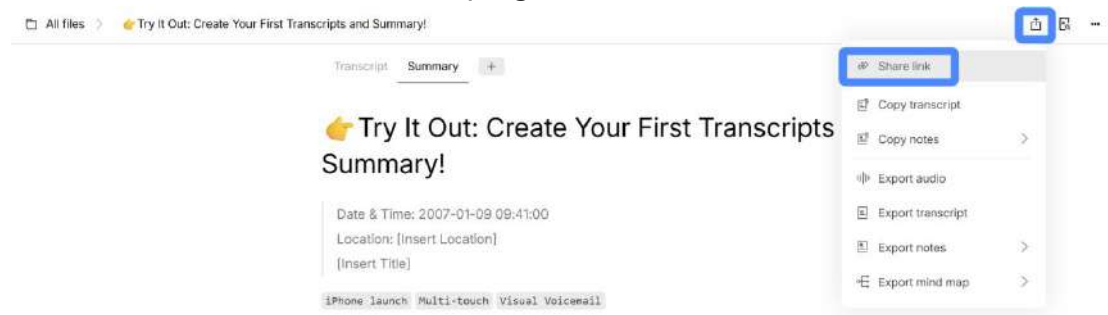 All files > 👉Try It Out: Create Your First Transcripts and Summary!
Transcript Summary +
👉Try It Out: Create Your First Transcripts
Summary!
Date & Time: 2007-01-09 09:41:00
Location: [Insert Location]
[Insert Title]
iPhone launch Multi-touch Visual Voicemail
Share link
Copy transcript
Copy notes >
Export audio
Export transcript
Export notes >
Export mind map >